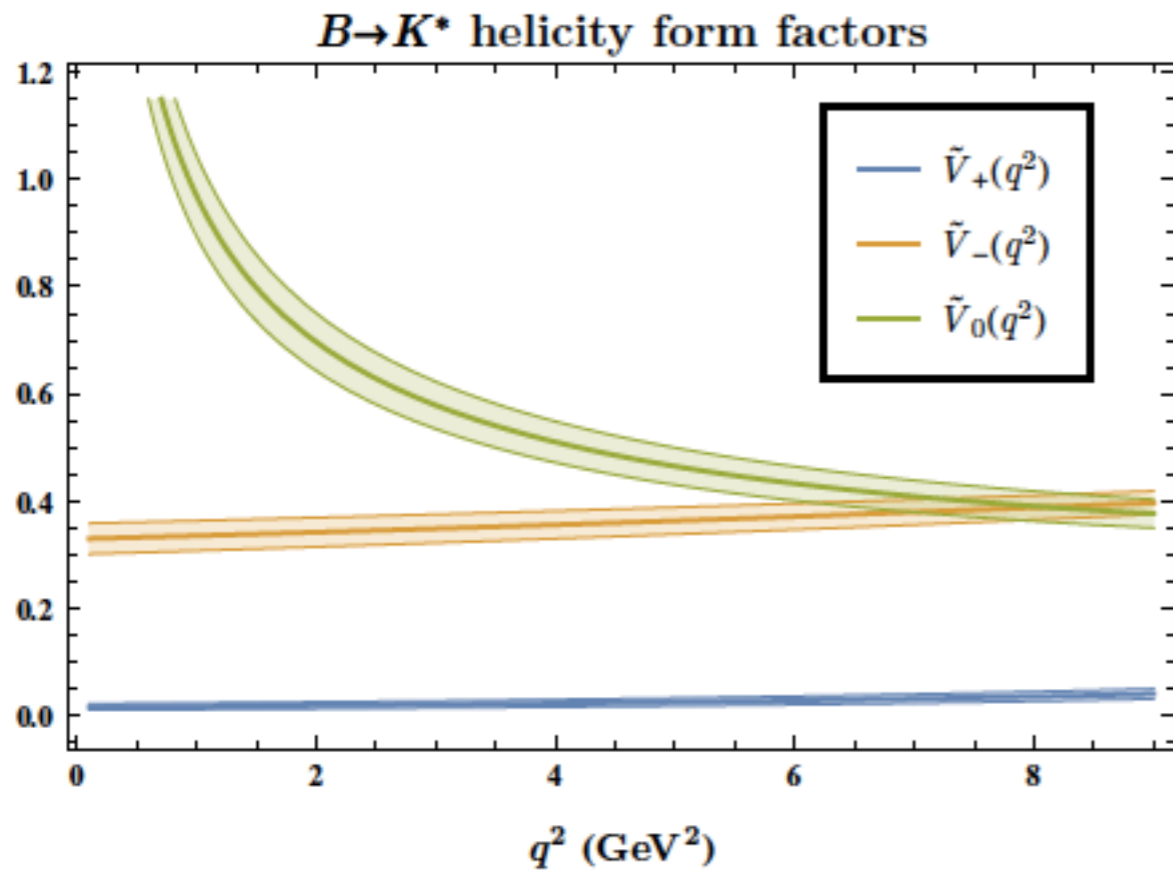 B→K* helicity form factors
1.2
1.0
0.8
0.6
0.4
0.2
0.0
Ṽ₊(q²)
Ṽ₋(q²)
Ṽ₀(q²)
0 2 4 6 8
q² (GeV²)